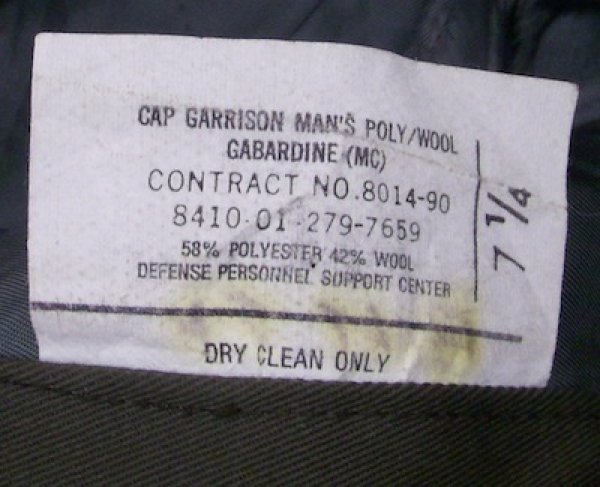 CAP GARRISON MAN'S POLY/WOOL
GABARDINE (MC)
CONTRACT NO.8014-90
8410-01-279-7659
58% POLYESTER 42% WOOL
DEFENSE PERSONNEL SUPPORT CENTER
7 1/4
DRY CLEAN ONLY